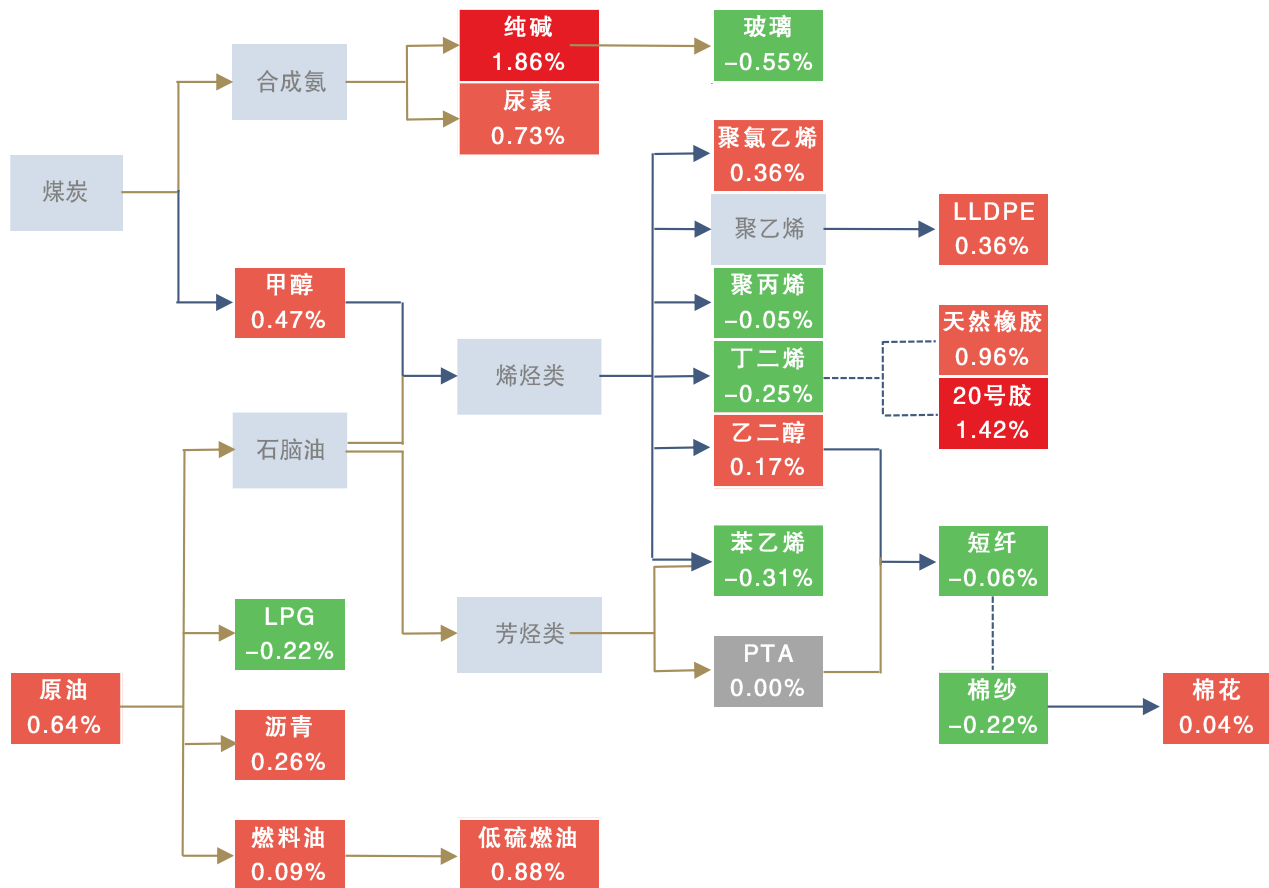 纯碱
1.86%
玻璃
-0.55%
合成氨
尿素
0.73%
聚氯乙烯
0.36%
煤炭
聚乙烯
LLDPE
0.36%
甲醇
0.47%
聚丙烯
-0.05%
天然橡胶
0.96%
烯烃类
丁二烯
-0.25%
20号胶
1.42%
石脑油
乙二醇
0.17%
苯乙烯
-0.31%
短纤
-0.06%
LPG
-0.22%
芳烃类
PTA
0.00%
原油
0.64%
棉纱
-0.22%
棉花
0.04%
沥青
0.26%
燃料油
0.09%
低硫燃油
0.88%